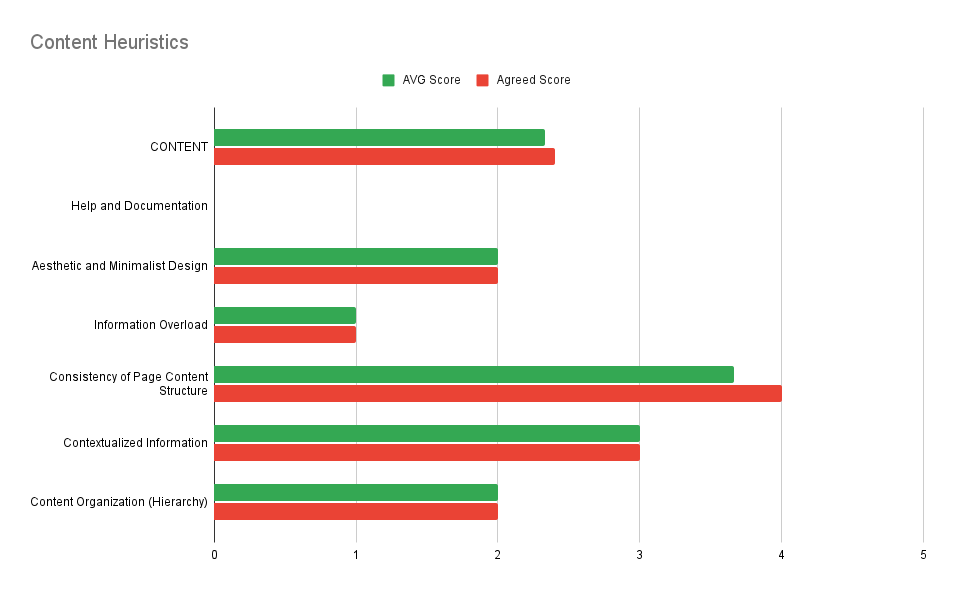 Content Heuristics
AVG Score
Agreed Score
CONTENT
Help and Documentation
Aesthetic and Minimalist Design
Information Overload
Consistency of Page Content
Structure
Contextualized Information
Content Organization (Hierarchy)
0 1 2 3 4 5